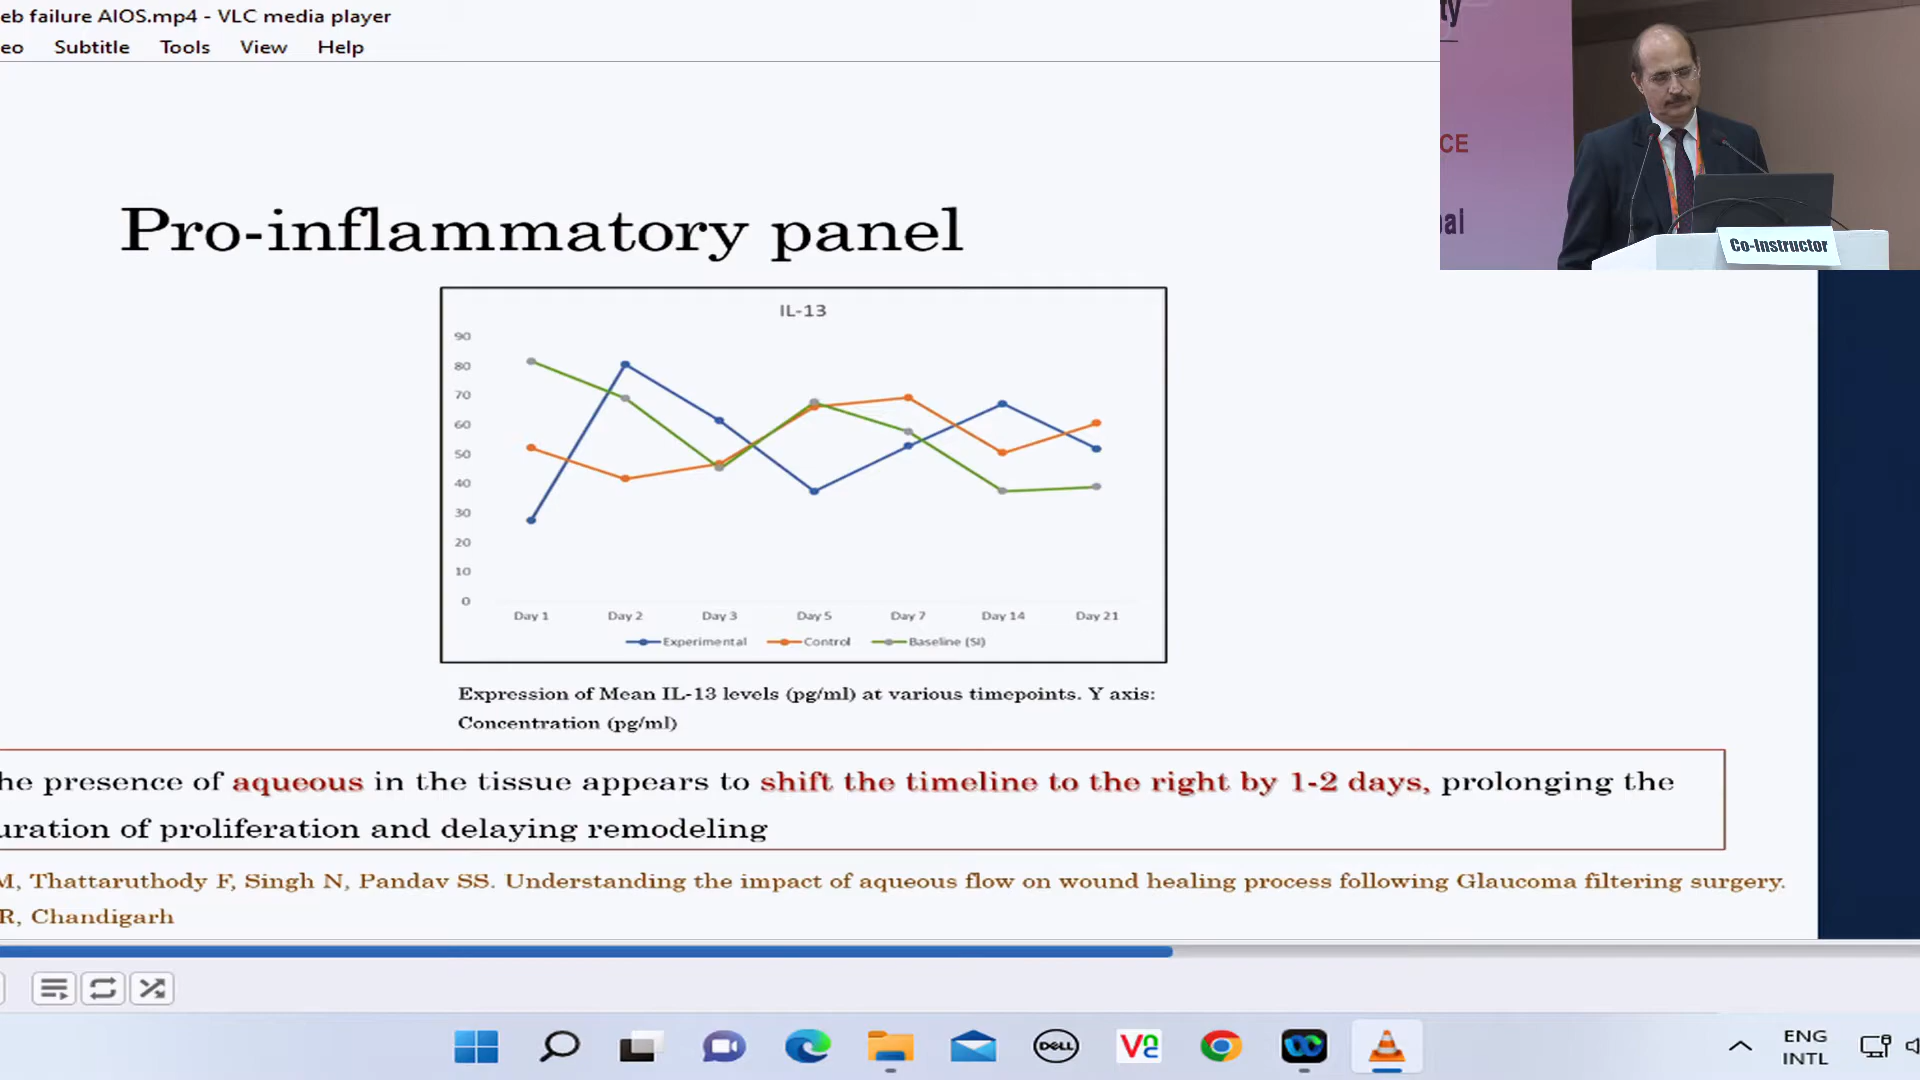 eb failure AIOS.mp4 - VLC media player
eo Subtitle Tools View Help
ty
CE
bai
Co-Instructor
Pro-inflammatory panel
IL-13
90
80
70
60
50
40
30
20
10
0
Day 1 Day 2 Day 3 Day 5 Day 7 Day 14 Day 21
Experimental Control Baseline (SI)
Expression of Mean IL-13 levels (pg/ml) at various timepoints. Y axis:
Concentration (pg/ml)
he presence of aqueous in the tissue appears to shift the timeline to the right by 1-2 days, prolonging the
uration of proliferation and delaying remodeling
M, Thattaruthody F, Singh N, Pandav SS. Understanding the impact of aqueous flow on wound healing process following Glaucoma filtering surgery.
R, Chandigarh
DELL
V2
ENG
INTL